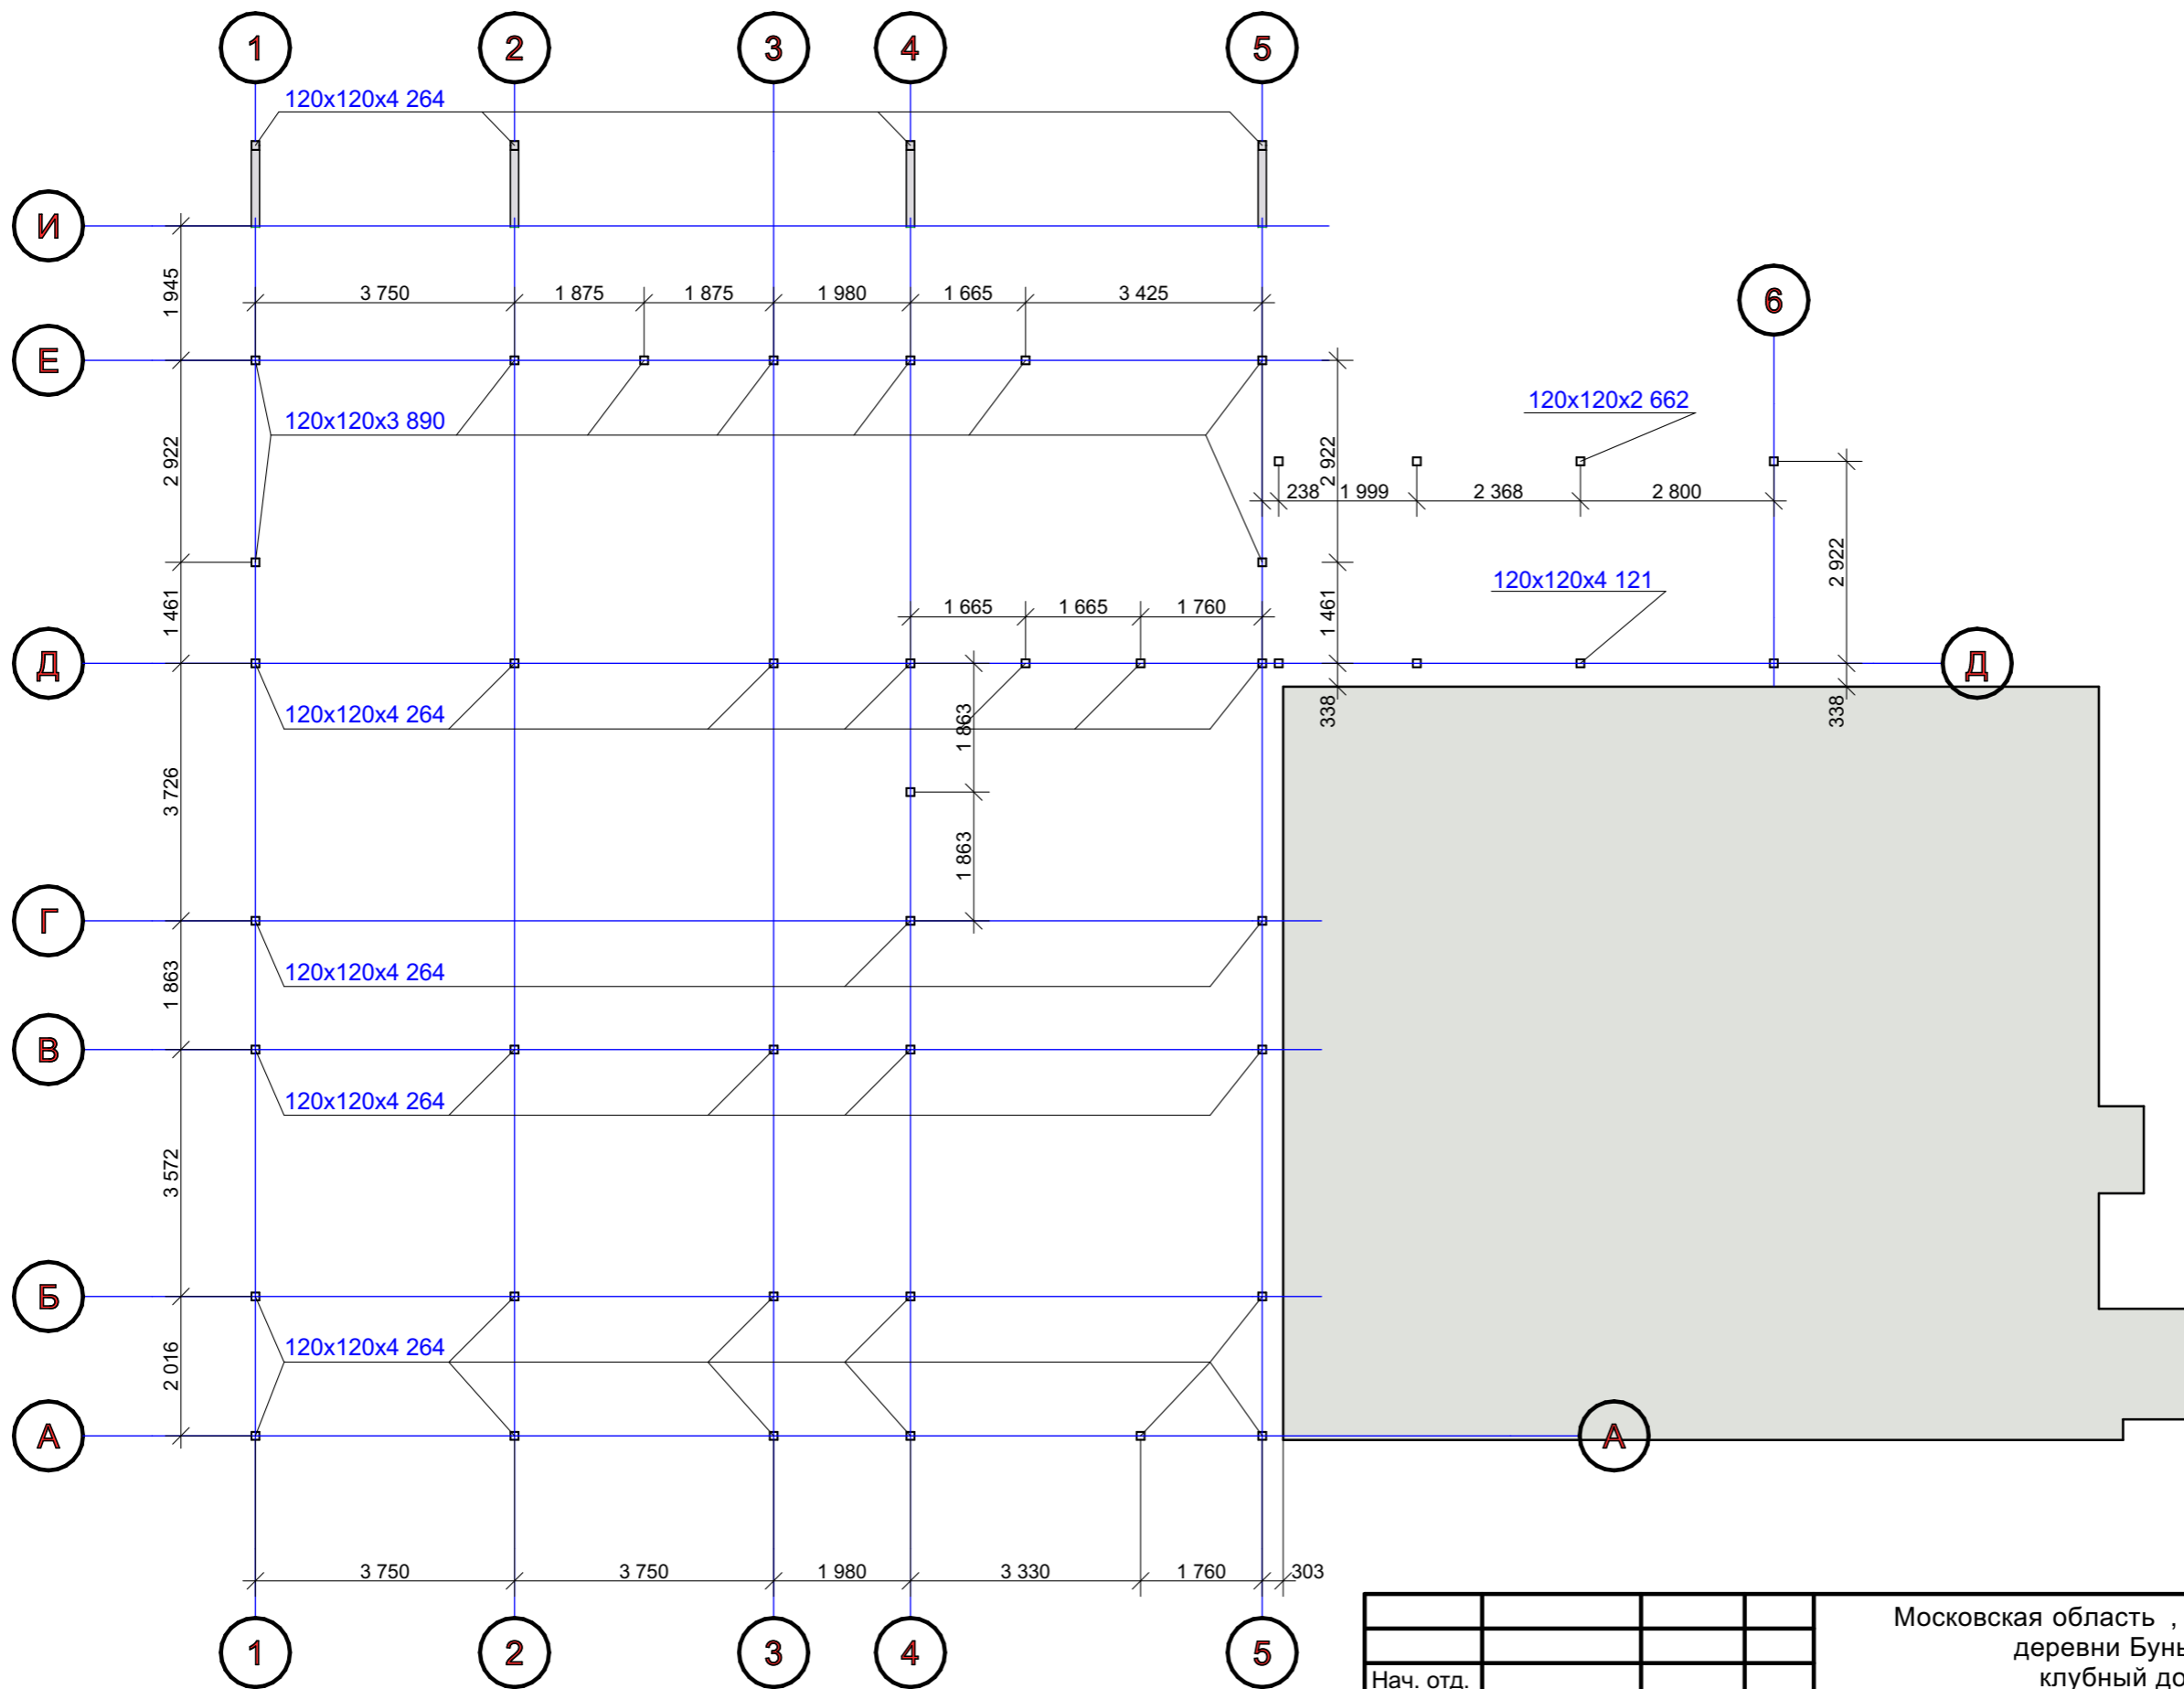 1 2 3 4 5
120x120x4 264
И
1 945
3 750 1 875 1 875 1 980 1 665 3 425
6
Е
120x120x2 662
120x120x3 890
2 922 2 922
238 1 999 2 368 2 800
2 922
120x120x4 121
1 461 1 665 1 665 1 760 1 461
Д Д
120x120x4 264
338 338
1 863
3 726
1 863
Г
120x120x4 264
1 863
В
120x120x4 264
3 572
Б
120x120x4 264
2 016
А А
3 750 3 750 1 980 3 330 1 760 303
1 2 3 4 5
Московская область ,
деревни Бунь
клубный до
Нач. отд.